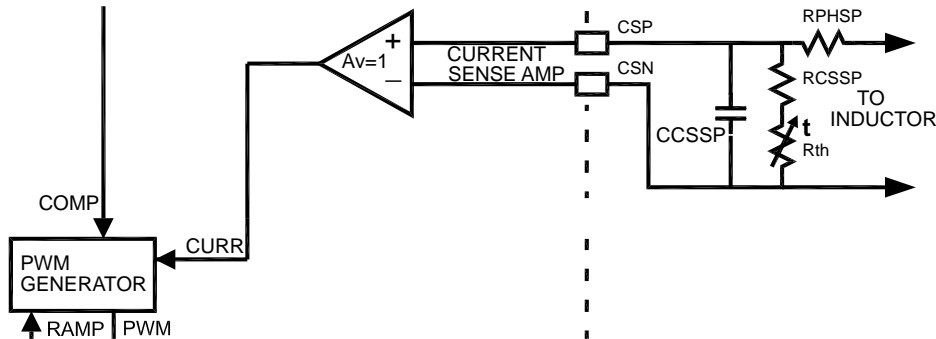 CSP
RPHSP
+
Av=1
−
CURRENT
SENSE AMP
CSN
RCSSP
TO
INDUCTOR
CCSSP
t
Rth
COMP
CURR
PWM
GENERATOR
RAMP
PWM